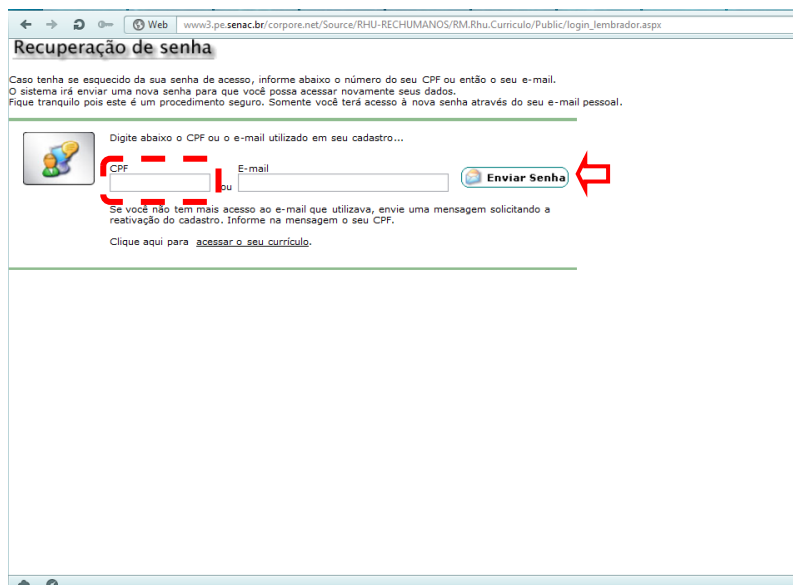 Web www3.pe.senac.br/corpore.net/Source/RHU-RECHUMANOS/RM.Rhu.Curriculo/Public/login_lembrador.aspx
Recuperação de senha
Caso tenha se esquecido da sua senha de acesso, informe abaixo o número do seu CPF ou então o seu e-mail.
O sistema irá enviar uma nova senha para que você possa acessar novamente seus dados.
Fique tranquilo pois este é um procedimento seguro. Somente você terá acesso à nova senha através do seu e-mail pessoal.
Digite abaixo o CPF ou o e-mail utilizado em seu cadastro...
CPF E-mail
ou Enviar Senha
Se você não tem mais acesso ao e-mail que utilizava, envie uma mensagem solicitando a
reativação do cadastro. Informe na mensagem o seu CPF.
Clique aqui para acessar o seu currículo.